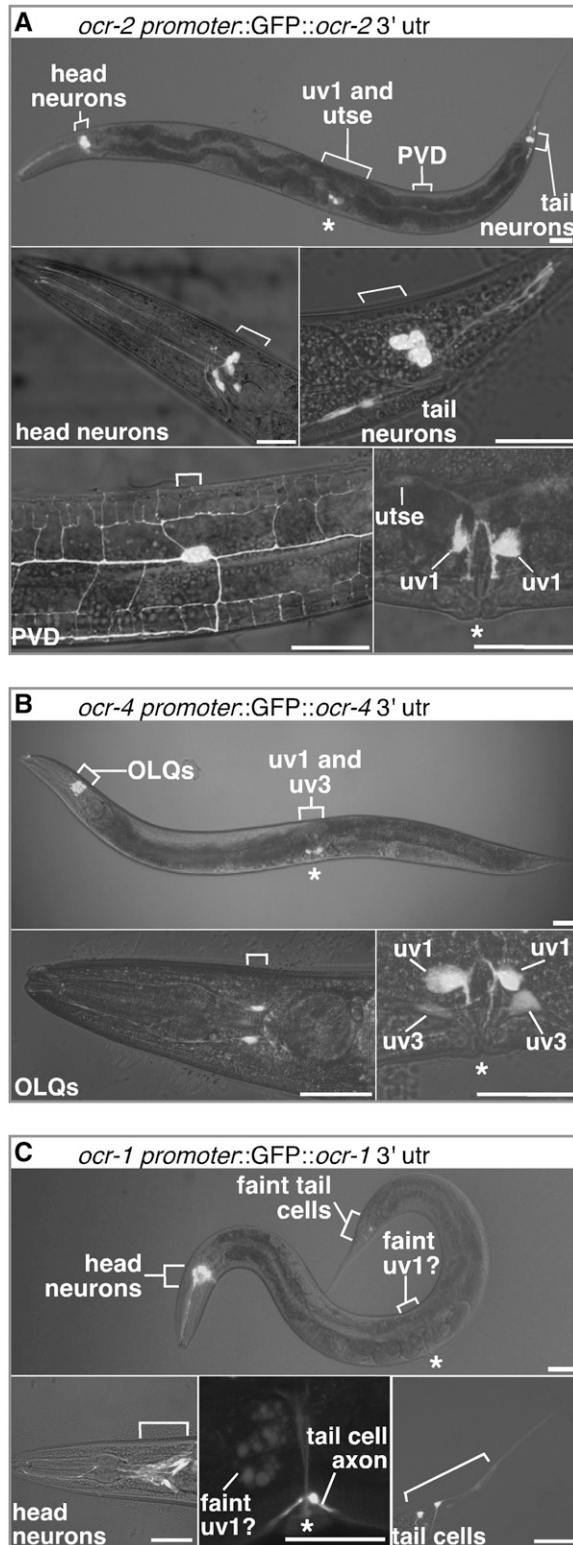 A ocr-2 promoter::GFP::ocr-2 3' utr
head
neurons
uv1 and
utse
PVD
tail
neurons
*
head neurons
tail
neurons
PVD
utse
uv1
uv1
*
B ocr-4 promoter::GFP::ocr-4 3' utr
OLQs
uv1 and
uv3
*
OLQs
uv1
uv1
uv3
uv3
*
C ocr-1 promoter::GFP::ocr-1 3' utr
faint tail
cells
head
neurons
faint
uv1?
*
head
neurons
faint
uv1?
tail cell
axon
*
tail cells